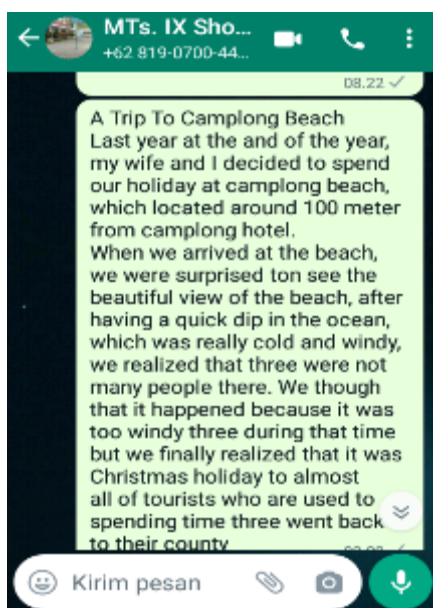 MTs. IX Sho...
+62 819-0700-44...
08.22
A Trip To Camplong Beach
Last year at the and of the year,
my wife and I decided to spend
our holiday at camplong beach,
which located around 100 meter
from camplong hotel.
When we arrived at the beach,
we were surprised ton see the
beautiful view of the beach, after
having a quick dip in the ocean,
which was really cold and windy,
we realized that three were not
many people there. We though
that it happened because it was
too windy three during that time
but we finally realized that it was
Christmas holiday to almost
all of tourists who are used to
spending time three went back
to their county
Kirim pesan